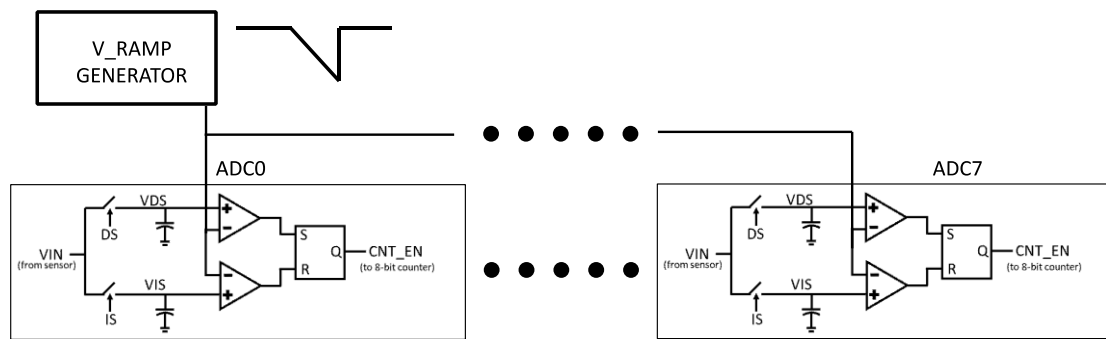 V_RAMP
GENERATOR
ADC0
ADC7
VDS
DS
+
−
S
Q
R
VIN
(from sensor)
CNT_EN
(to 8-bit counter)
−
+
VIS
IS
VDS
DS
+
−
S
Q
R
VIN
(from sensor)
CNT_EN
(to 8-bit counter)
−
+
VIS
IS